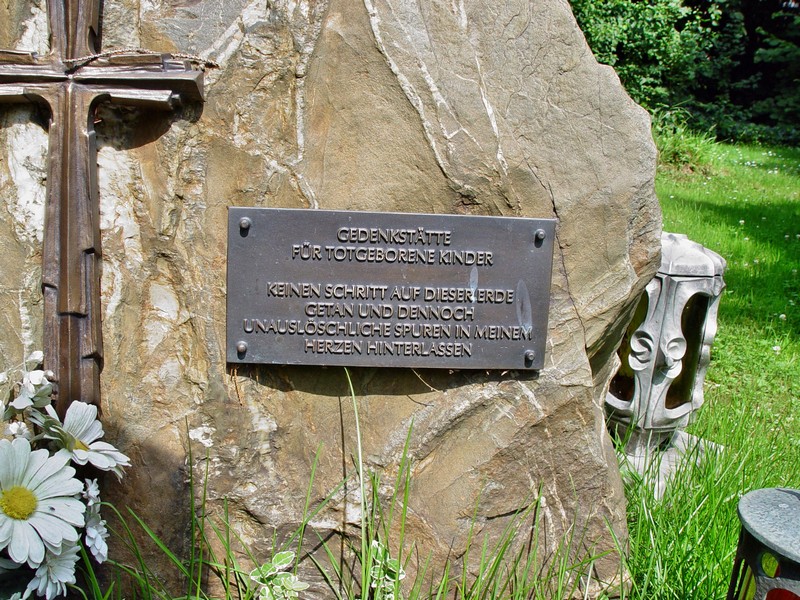 GEDENKSTÄTTE
FÜR TOTGEBORENE KINDER
KEINEN SCHRITT AUF DIESER ERDE
GETAN UND DENNOCH
UNAUSLÖSCHLICHE SPUREN IN MEINEM
HERZEN HINTERLASSEN